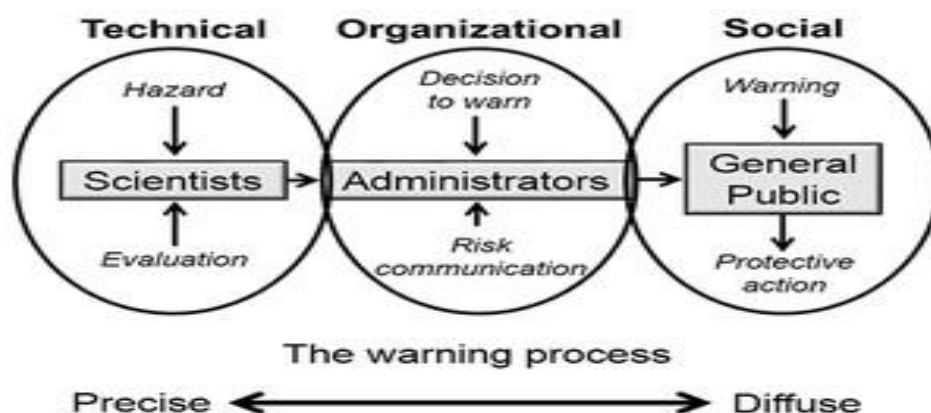 Technical Organizational Social
Hazard
Decision
to warn
Warning
Scientists
Administrators
General
Public
Evaluation
Risk
communication
Protective
action
The warning process
Precise Diffuse